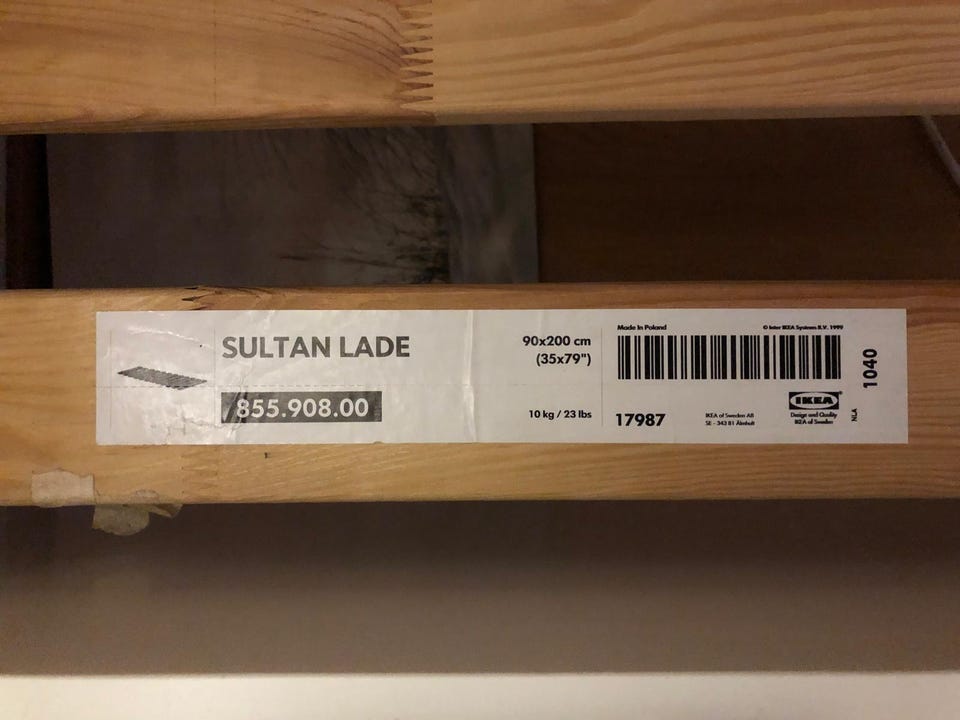 SULTAN LADE
855.908.00
90x200 cm
(35x79")
10 kg / 23 lbs
Made in Poland
© Inter IKEA Systems B.V. 1999
17987
IKEA of Sweden AB
SE - 343 81 Älmhult
IKEA
Design and Quality
IKEA of Sweden
NLA
1040